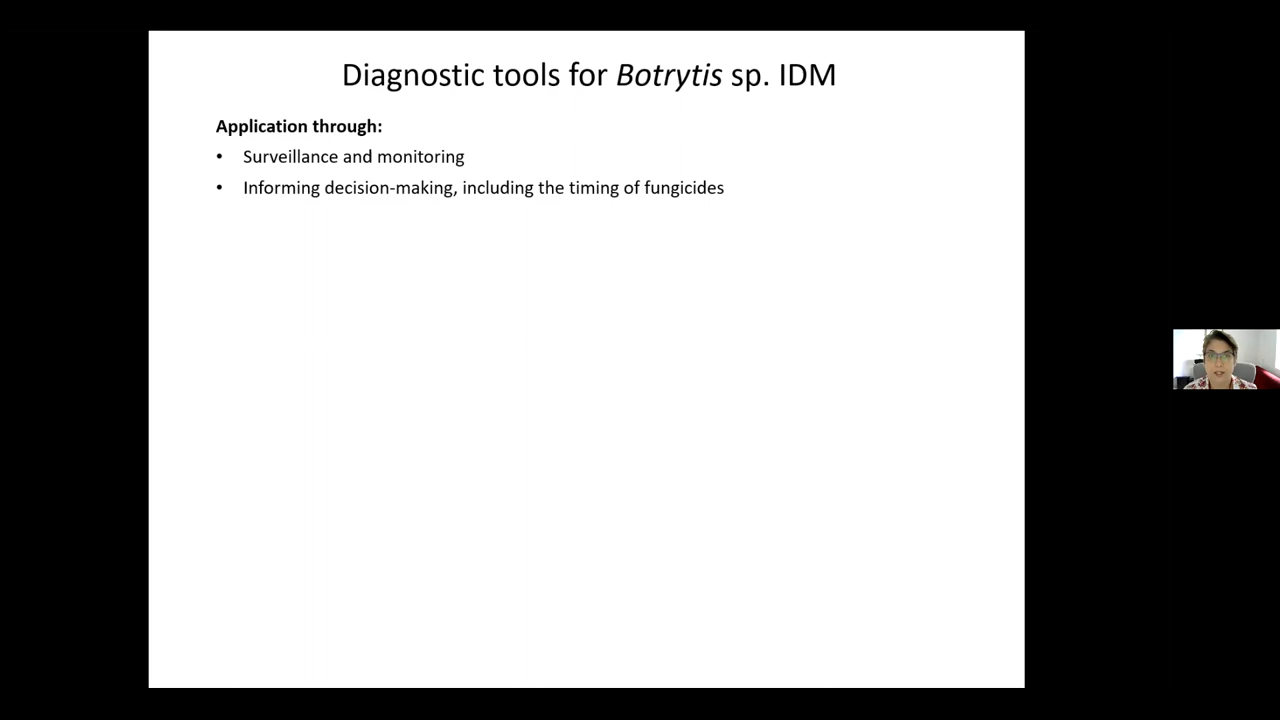 Diagnostic tools for Botrytis sp. IDM
Application through:
• Surveillance and monitoring
• Informing decision-making, including the timing of fungicides